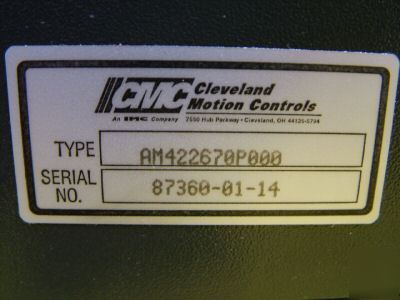 CMC Cleveland
Motion Controls
An IMC Company 7550 Hub Parkway • Cleveland, OH 44125-5794
TYPE AM422670P000
SERIAL NO. 87360-01-14